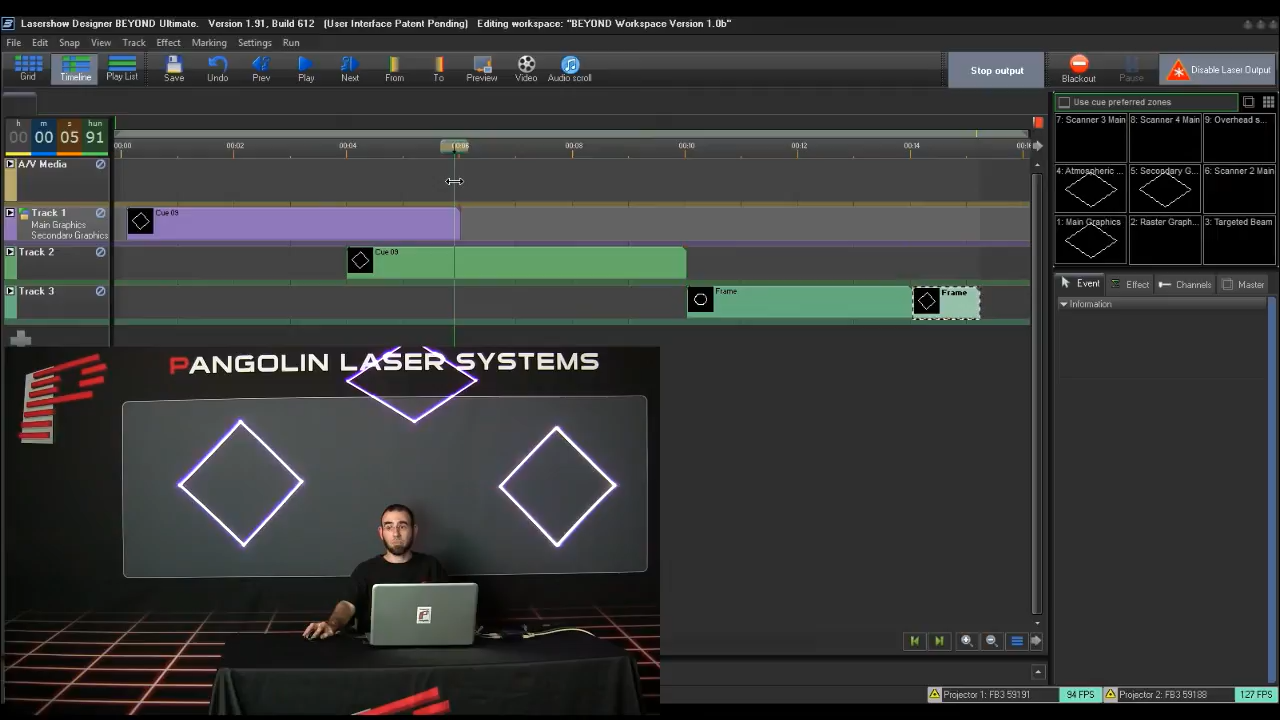 Lasershow Designer BEYOND Ultimate. Version 1.91, Build 612 (User Interface Patent Pending) Editing workspace: "BEYOND Workspace Version 1.0b"
File Edit Snap View Track Effect Marking Settings Run
Grid Timeline Play List Save Undo Prev Play Next From To Preview Video Audio scroll Stop output Blackout Pause Disable Laser Output
Use cue preferred zones
h m s hun
00 00 05 91
00:00 00:02 00:04 00:06 00:08 00:10 00:12 00:14
7: Scanner 3 Main 8: Scanner 4 Main 9: Overhead s...
A/V Media
4: Atmospheric ... 5: Secondary G... 6: Scanner 2 Main
Track 1 Cue 09
Main Graphics
Secondary Graphics
1: Main Graphics 2: Raster Graph... 3: Targeted Beam
Track 2 Cue 09
Event Effect Channels Master
Track 3 Frame Frame
Information
PANGOLIN LASER SYSTEMS
Projector 1: FB3 59191 94 FPS Projector 2: FB3 59188 127 FPS